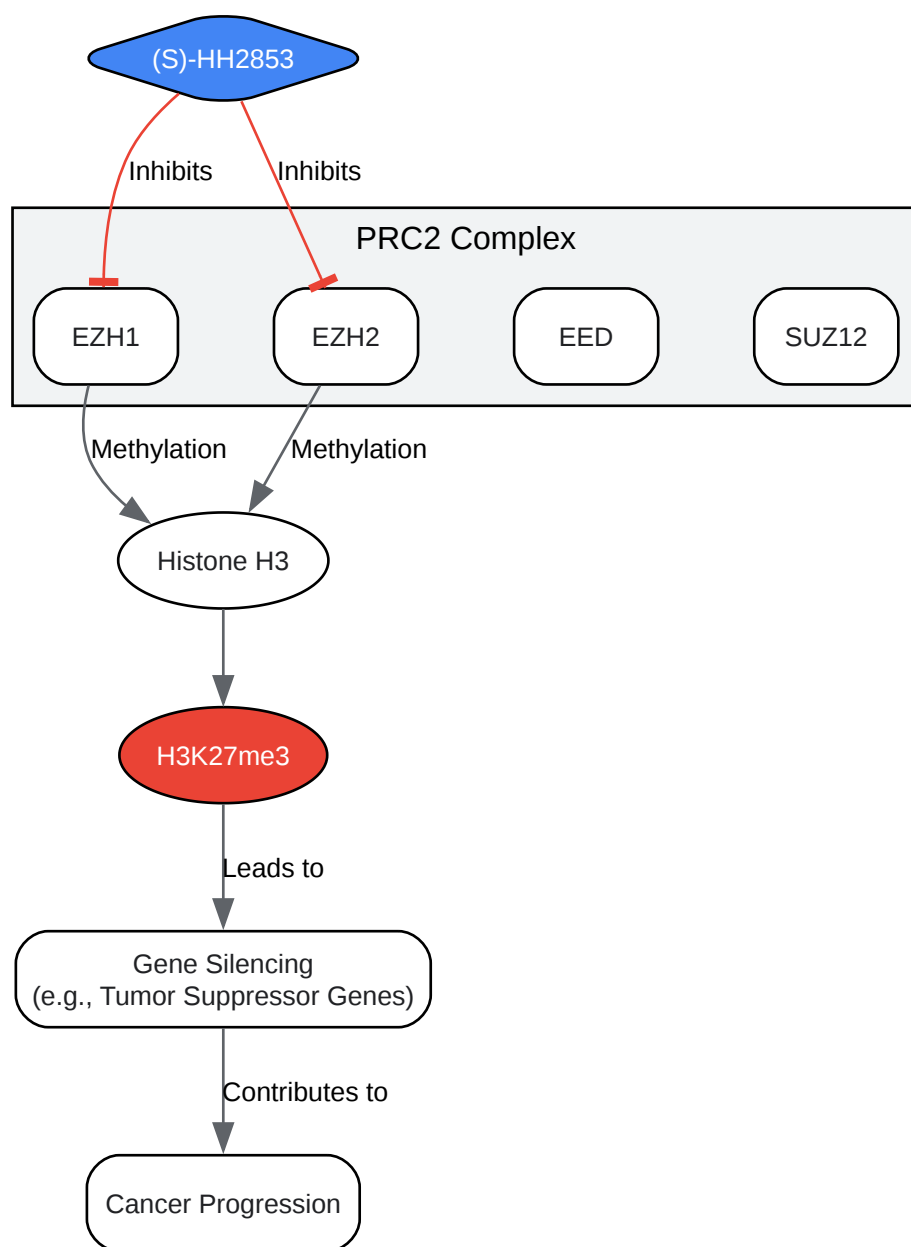 (S)-HH2853
Inhibits
Inhibits
PRC2 Complex
EZH1
EZH2
EED
SUZ12
Methylation
Methylation
Histone H3
H3K27me3
Leads to
Gene Silencing
(e.g., Tumor Suppressor Genes)
Contributes to
Cancer Progression